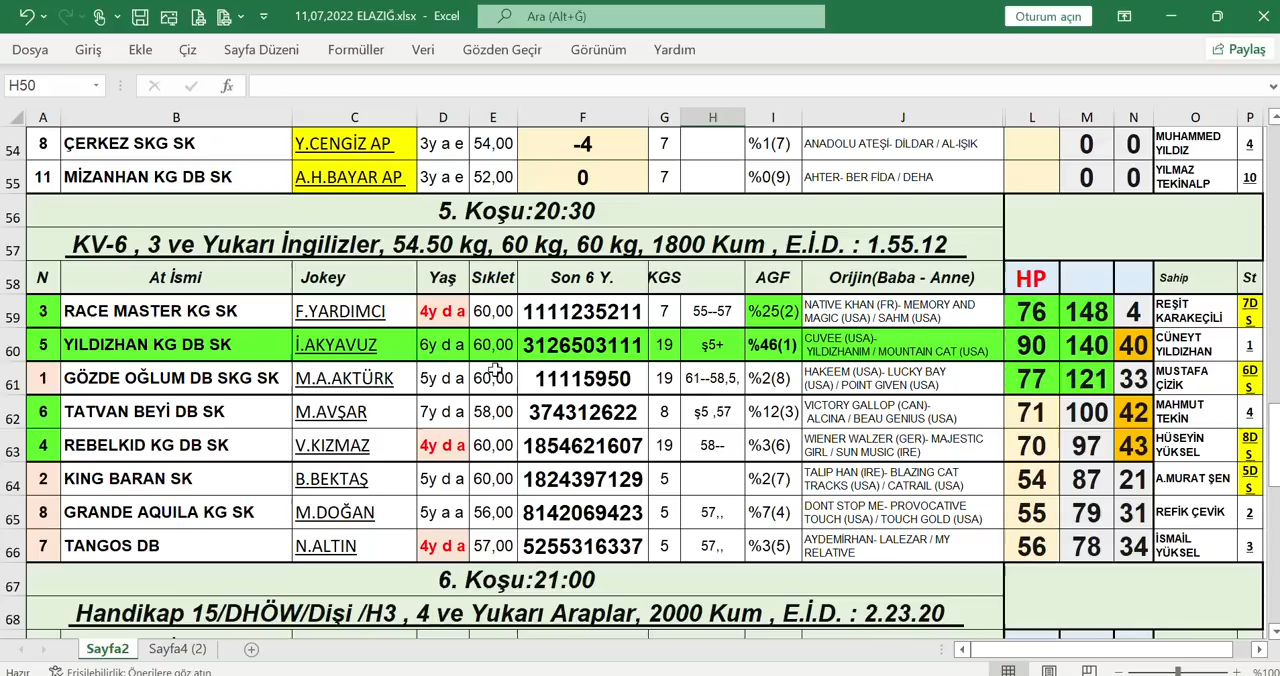 11,07,2022 ELAZIĞ.xlsx - Excel
Ara (Alt+Ğ)
Oturum açın
Dosya Giriş Ekle Çiz Sayfa Düzeni Formüller Veri Gözden Geçir Görünüm Yardım Paylaş
H50 fx
A B C D E F G H I J L M N O P
54 8 ÇERKEZ SKG SK Y.CENGİZ AP 3y a e 54,00 -4 7 %1(7) ANADOLU ATEŞİ- DİLDAR / AL-IŞIK 0 0 MUHAMMED YILDIZ 4
55 11 MİZANHAN KG DB SK A.H.BAYAR AP 3y a e 52,00 0 7 %0(9) AHTER- BER FİDA / DEHA 0 0 YILMAZ TEKİNALP 10
56 5. Koşu:20:30
57 KV-6 , 3 ve Yukarı İngilizler, 54.50 kg, 60 kg, 60 kg, 1800 Kum , E.İ.D. : 1.55.12
58 N At İsmi Jokey Yaş Sıklet Son 6 Y. KGS AGF Orijin(Baba - Anne) HP Sahip St
59 3 RACE MASTER KG SK F.YARDIMCI 4y d a 60,00 1111235211 7 55--57 %25(2) NATIVE KHAN (FR)- MEMORY AND MAGIC (USA) / SAHM (USA) 76 148 4 REŞİT KARAKEÇİLİ 7D S
60 5 YILDIZHAN KG DB SK İ.AKYAVUZ 6y d a 60,00 3126503111 19 ş5+ %46(1) CUVEE (USA)- YILDIZHANIM / MOUNTAIN CAT (USA) 90 140 40 CÜNEYT YILDIZHAN 1
61 1 GÖZDE OĞLUM DB SKG SK M.A.AKTÜRK 5y d a 60,00 11115950 19 61--58,5, %2(8) HAKEEM (USA)- LUCKY BAY (USA) / POINT GIVEN (USA) 77 121 33 MUSTAFA ÇİZİK 6D S
62 6 TATVAN BEYİ DB SK M.AVŞAR 7y d a 58,00 374312622 8 ş5 ,57 %12(3) VICTORY GALLOP (CAN)- ALCINA / BEAU GENIUS (USA) 71 100 42 MAHMUT TEKİN 4
63 4 REBELKID KG DB SK V.KIZMAZ 4y d a 60,00 1854621607 19 58-- %3(6) WIENER WALZER (GER)- MAJESTIC GIRL / SUN MUSIC (IRE) 70 97 43 HÜSEYİN YÜKSEL 8D S
64 2 KING BARAN SK B.BEKTAŞ 5y d a 60,00 1824397129 5 %2(7) TALIP HAN (IRE)- BLAZING CAT TRACKS (USA) / CATRAIL (USA) 54 87 21 A.MURAT ŞEN 5D S
65 8 GRANDE AQUILA KG SK M.DOĞAN 5y a a 56,00 8142069423 5 57,, %7(4) DONT STOP ME- PROVOCATIVE TOUCH (USA) / TOUCH GOLD (USA) 55 79 31 REFİK ÇEVİK 2
66 7 TANGOS DB N.ALTIN 4y d a 57,00 5255316337 5 57,, %3(5) AYDEMİRHAN- LALEZAR / MY RELATIVE 56 78 34 İSMAİL YÜKSEL 3
67 6. Koşu:21:00
68 Handikap 15/DHÖW/Dişi /H3 , 4 ve Yukarı Araplar, 2000 Kum , E.İ.D. : 2.23.20
Sayfa2 Sayfa4 (2)
Hazır Erişilebilirlik: Önerilere göz atın %100